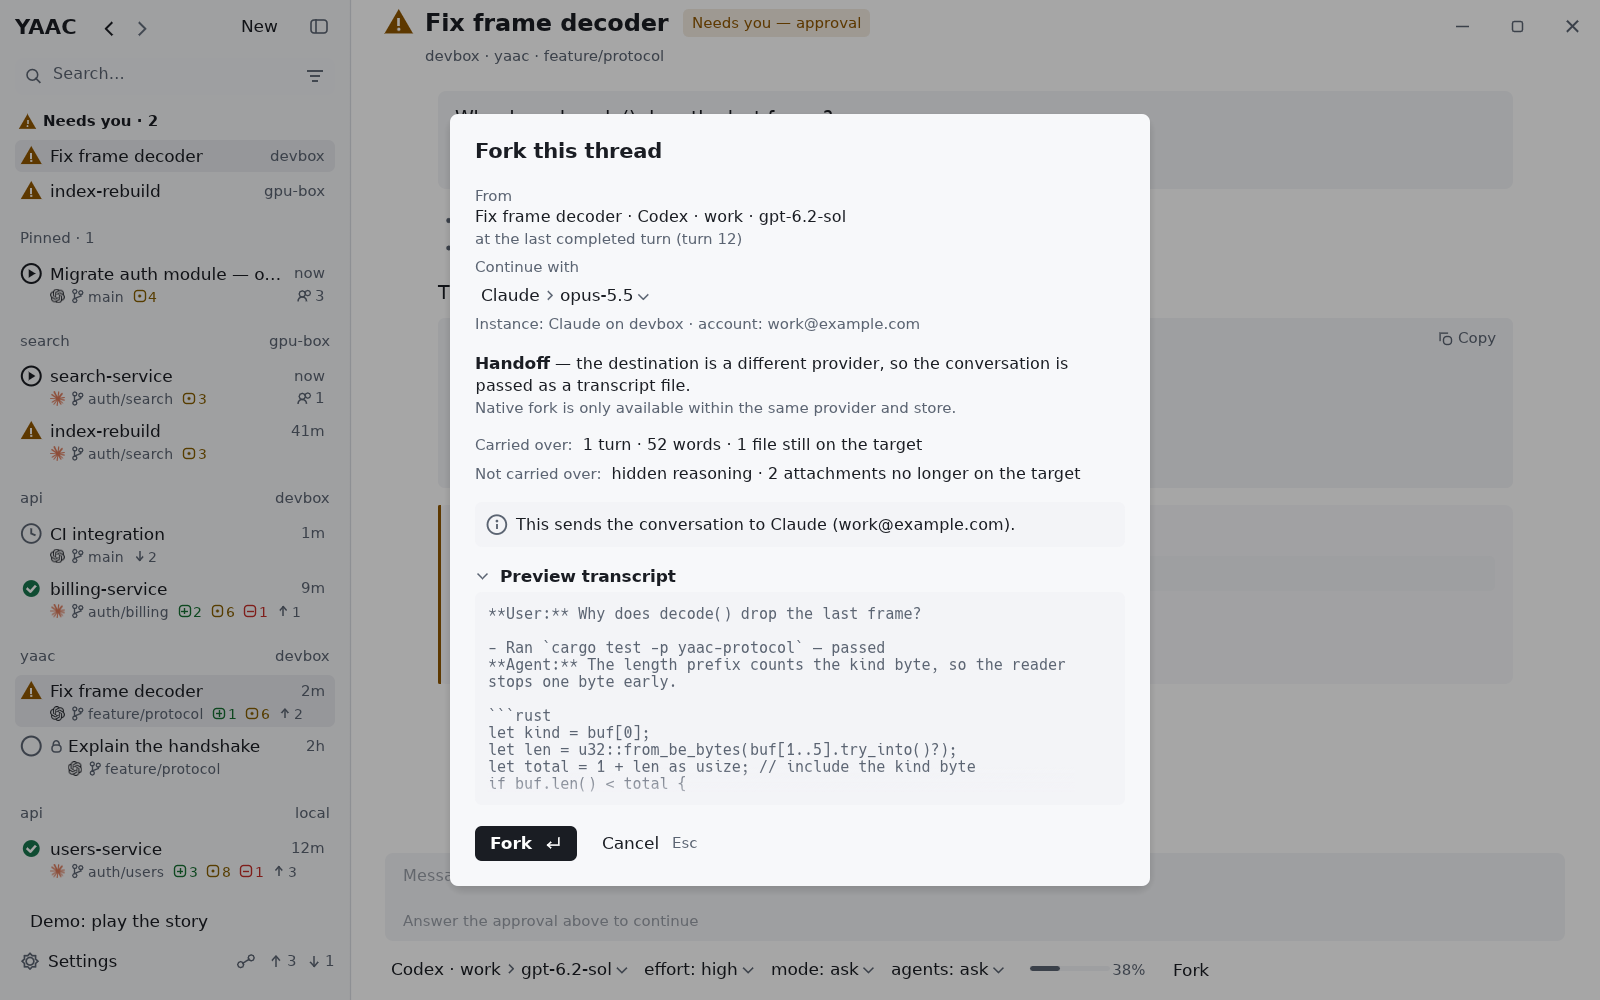 YAAC
New
Search…
Needs you · 2
Fix frame decoder devbox
index-rebuild gpu-box
Pinned · 1
Migrate auth module — o… now
main 4 3
search gpu-box
search-service now
auth/search 3 1
index-rebuild 41m
auth/search 3
api devbox
CI integration 1m
main ↓2
billing-service 9m
auth/billing 2 6 1 ↑1
yaac devbox
Fix frame decoder 2m
feature/protocol 1 6 ↑2
Explain the handshake 2h
feature/protocol
api local
users-service 12m
auth/users 3 8 1 ↑3
Demo: play the story
Settings ↑3 ↓1
Fix frame decoder Needs you — approval
devbox · yaac · feature/protocol
Copy
Fork this thread
From
Fix frame decoder · Codex · work · gpt-6.2-sol
at the last completed turn (turn 12)
Continue with
Claude > opus-5.5
Instance: Claude on devbox · account: work@example.com
Handoff — the destination is a different provider, so the conversation is
passed as a transcript file.
Native fork is only available within the same provider and store.
Carried over: 1 turn · 52 words · 1 file still on the target
Not carried over: hidden reasoning · 2 attachments no longer on the target
This sends the conversation to Claude (work@example.com).
Preview transcript
**User:** Why does decode() drop the last frame?
- Ran `cargo test -p yaac-protocol` — passed
**Agent:** The length prefix counts the kind byte, so the reader
stops one byte early.
```rust
let kind = buf[0];
let len = u32::from_be_bytes(buf[1..5].try_into()?);
let total = 1 + len as usize; // include the kind byte
if buf.len() < total {
Fork Cancel Esc
Answer the approval above to continue
Codex · work > gpt-6.2-sol effort: high mode: ask agents: ask 38% Fork